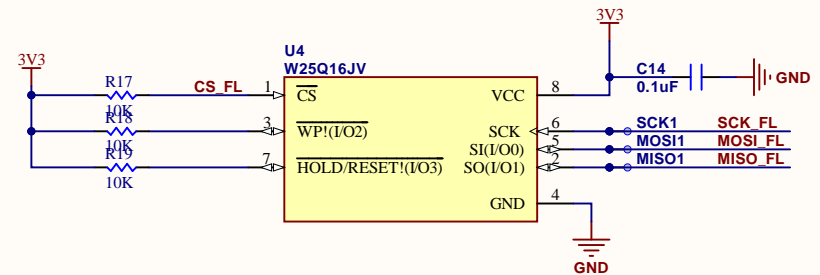 3V3
U4
W25Q16JV
3V3
C14
0.1uF
GND
R17
10K
CS_FL
1
CS
VCC
8
R18
10K
3
WP!(I/O2)
SCK
6
SCK1
SCK_FL
SI(I/O0)
5
MOSI1
MOSI_FL
R19
10K
7
HOLD/RESET!(I/O3)
SO(I/O1)
2
MISO1
MISO_FL
GND
4
GND